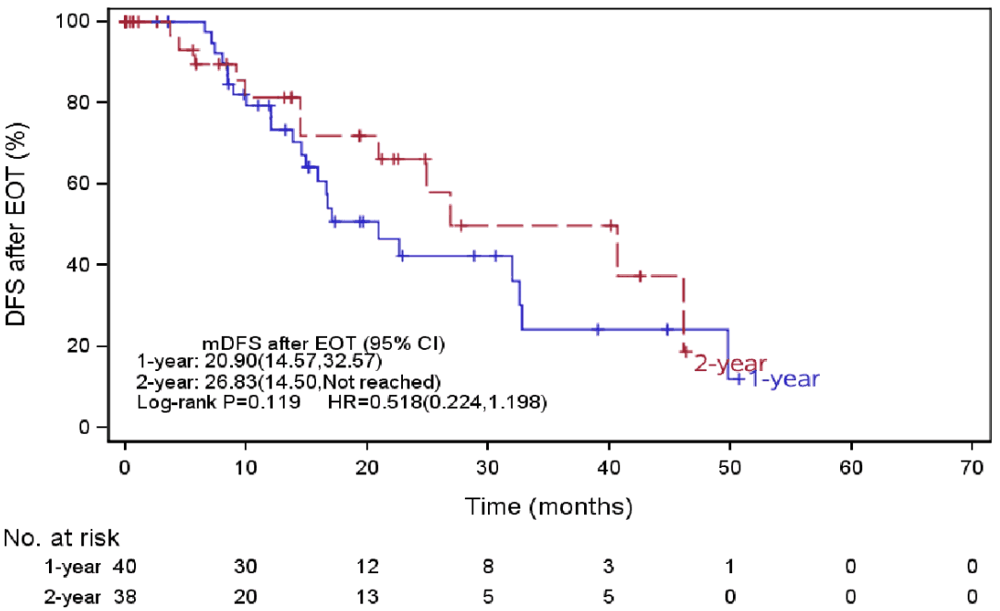 DFS after EOT (%)
100
80
60
40
20
0
mDFS after EOT (95% CI)
1-year: 20.90(14.57,32.57)
2-year: 26.83(14.50,Not reached)
Log-rank P=0.119 HR=0.518(0.224,1.198)
2-year
1-year
0 10 20 30 40 50 60 70
Time (months)
No. at risk
1-year 40 30 12 8 3 1 0 0
2-year 38 20 13 5 5 0 0 0